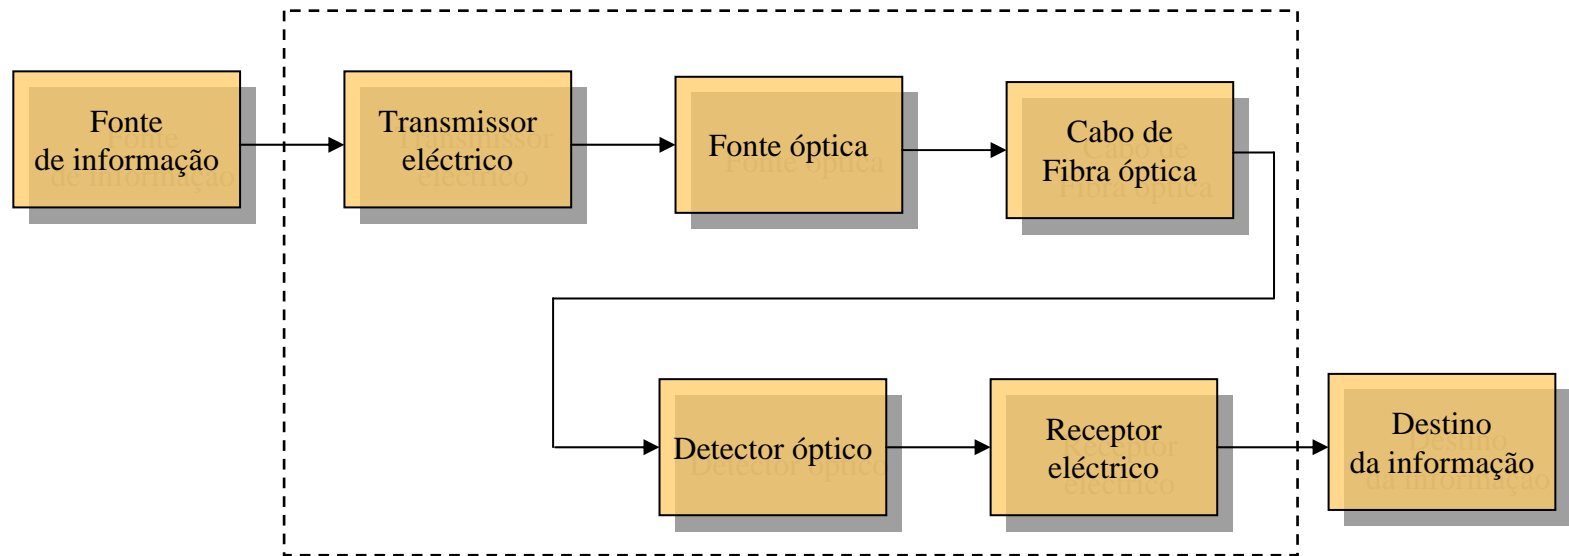 Fonte
de informação
Transmissor
eléctrico
Fonte óptica
Cabo de
Fibra óptica
Detector óptico
Receptor
eléctrico
Destino
da informação